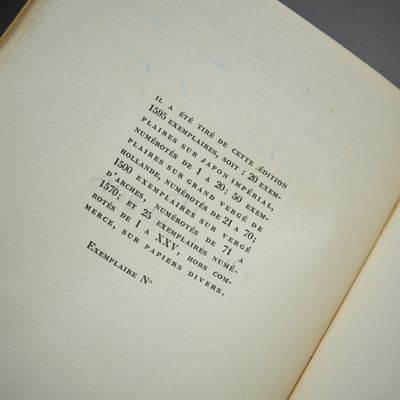 IL A ÉTÉ TIRÉ DE CETTE ÉDITION
1595 EXEMPLAIRES, SOIT : 20 EXEM-
PLAIRES SUR JAPON IMPÉRIAL,
NUMÉROTÉS DE 1 A 20; 50 EXEM-
PLAIRES SUR GRAND VERGÉ DE
HOLLANDE, NUMÉROTÉS DE 21 A 70;
1500 EXEMPLAIRES SUR VERGÉ
D'ARCHES, NUMÉROTÉS DE 71 A
1570; ET 25 EXEMPLAIRES NUMÉ-
ROTÉS DE I A XXV, HORS COM-
MERCE, SUR PAPIERS DIVERS.
EXEMPLAIRE N°